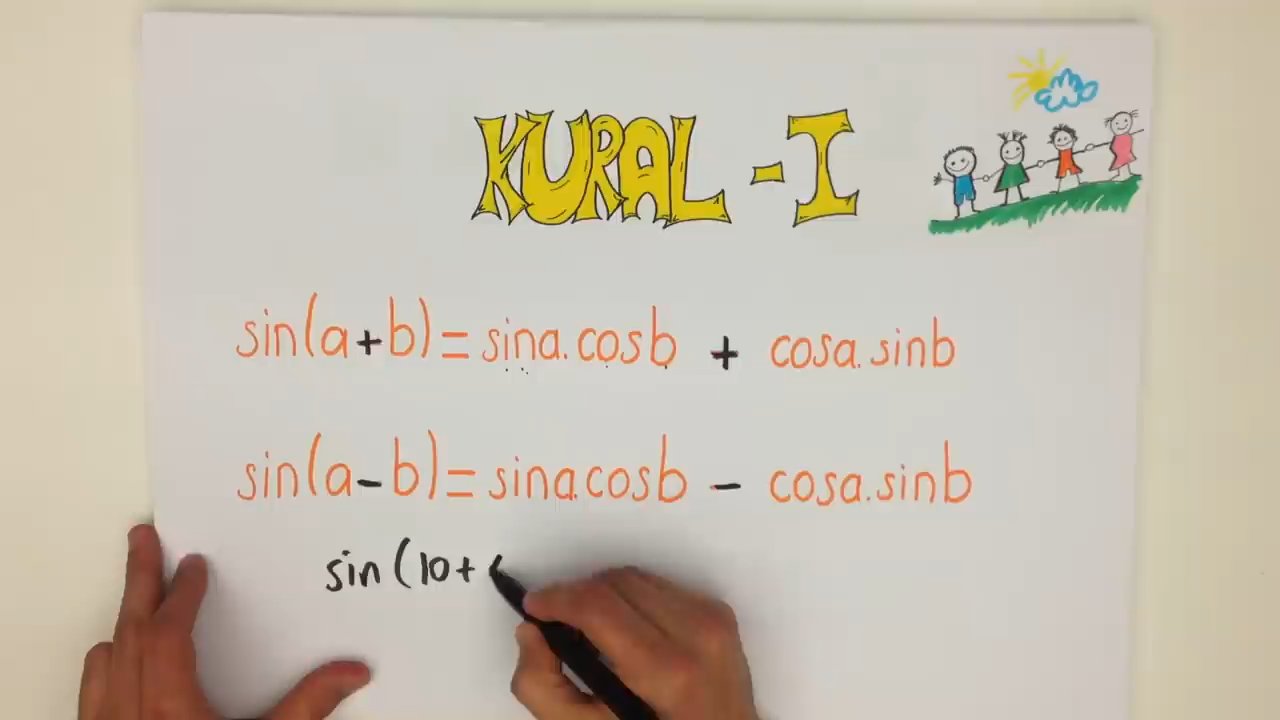 KURAL - I
sin(a+b) = sina.cosb + cosa.sinb
sin(a-b) = sina.cosb - cosa.sinb
sin (10+